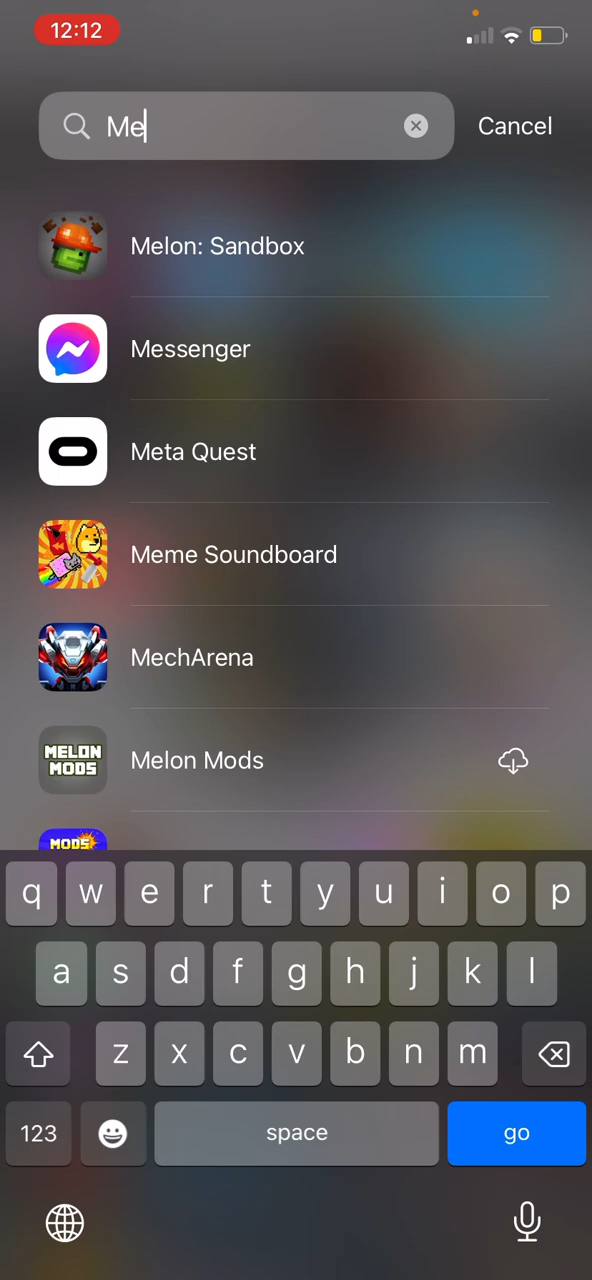 12:12
Me
Cancel
Melon: Sandbox
Messenger
Meta Quest
Meme Soundboard
MechArena
MELON
MODS
Melon Mods
MODS
q w e r t y u i o p
a s d f g h j k l
z x c v b n m
123
space
go